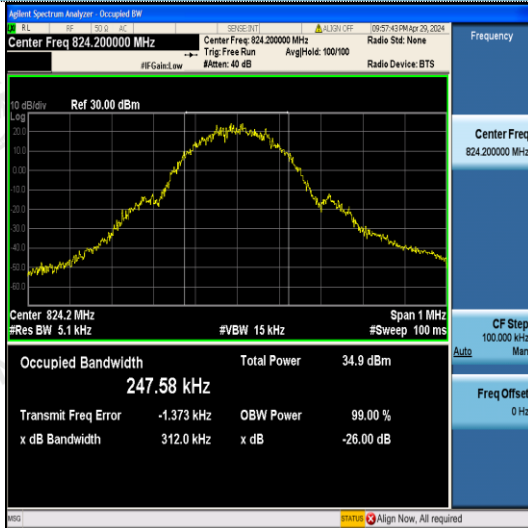 Agilent Spectrum Analyzer - Occupied BW
RL RF 50 Ω AC SENSE:INT ALIGN OFF 09:57:43 PM Apr 29, 2024
Center Freq 824.200000 MHz
Center Freq: 824.200000 MHz
Radio Std: None
Trig: Free Run Avg|Hold: 100/100
#IFGain:Low #Atten: 40 dB Radio Device: BTS
Frequency
10 dB/div Ref 30.00 dBm
Log
20.0
10.0
0.00
-10.0
-20.0
-30.0
-40.0
-50.0
-60.0
Center Freq
824.200000 MHz
Center 824.2 MHz Span 1 MHz
#Res BW 5.1 kHz #VBW 15 kHz #Sweep 100 ms
CF Step
100.000 kHz
Auto Man
Occupied Bandwidth Total Power 34.9 dBm
247.58 kHz
Transmit Freq Error -1.373 kHz OBW Power 99.00 %
x dB Bandwidth 312.0 kHz x dB -26.00 dB
Freq Offset
0 Hz
MSG STATUS Align Now, All required